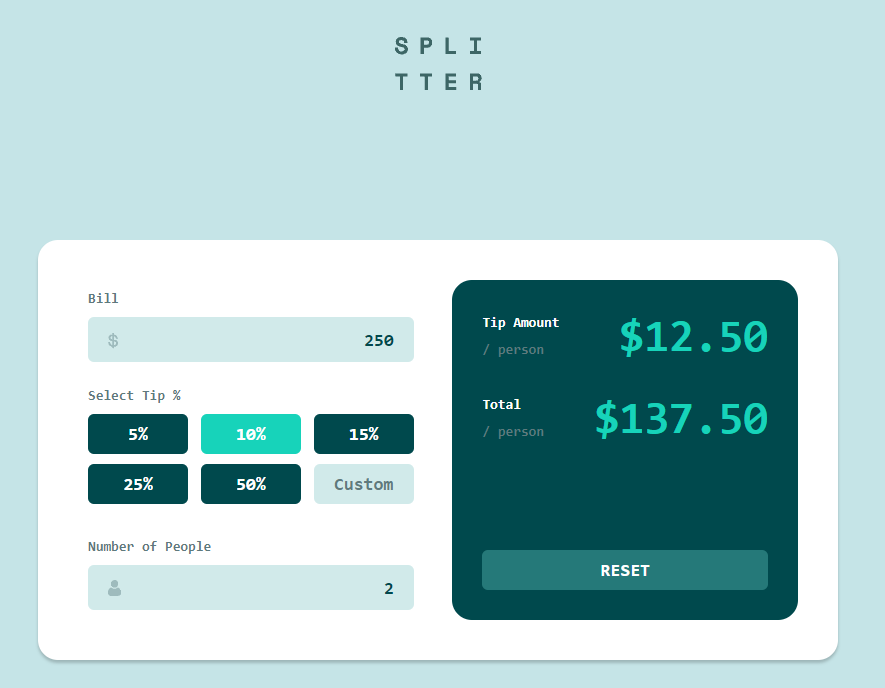 SPLI
TTER
Bill
$ 250
Select Tip %
5% 10% 15%
25% 50% Custom
Number of People
2
Tip Amount
/ person
$12.50
Total
/ person
$137.50
RESET